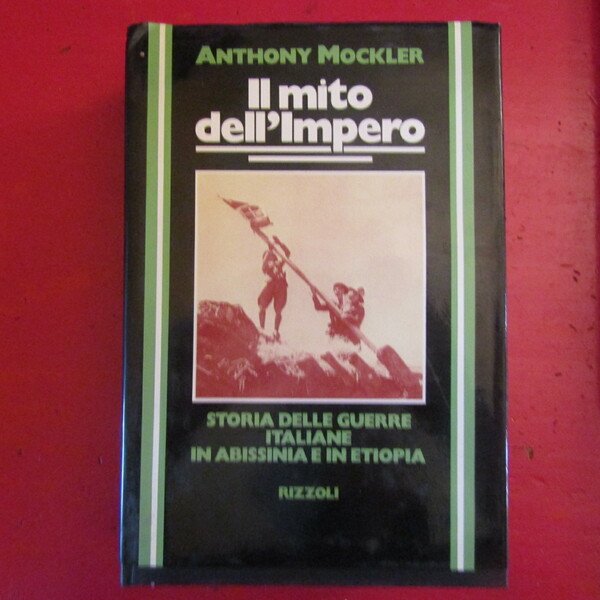 ANTHONY MOCKLER
Il mito
dell'Impero
STORIA DELLE GUERRE
ITALIANE
IN ABISSINIA E IN ETIOPIA
RIZZOLI